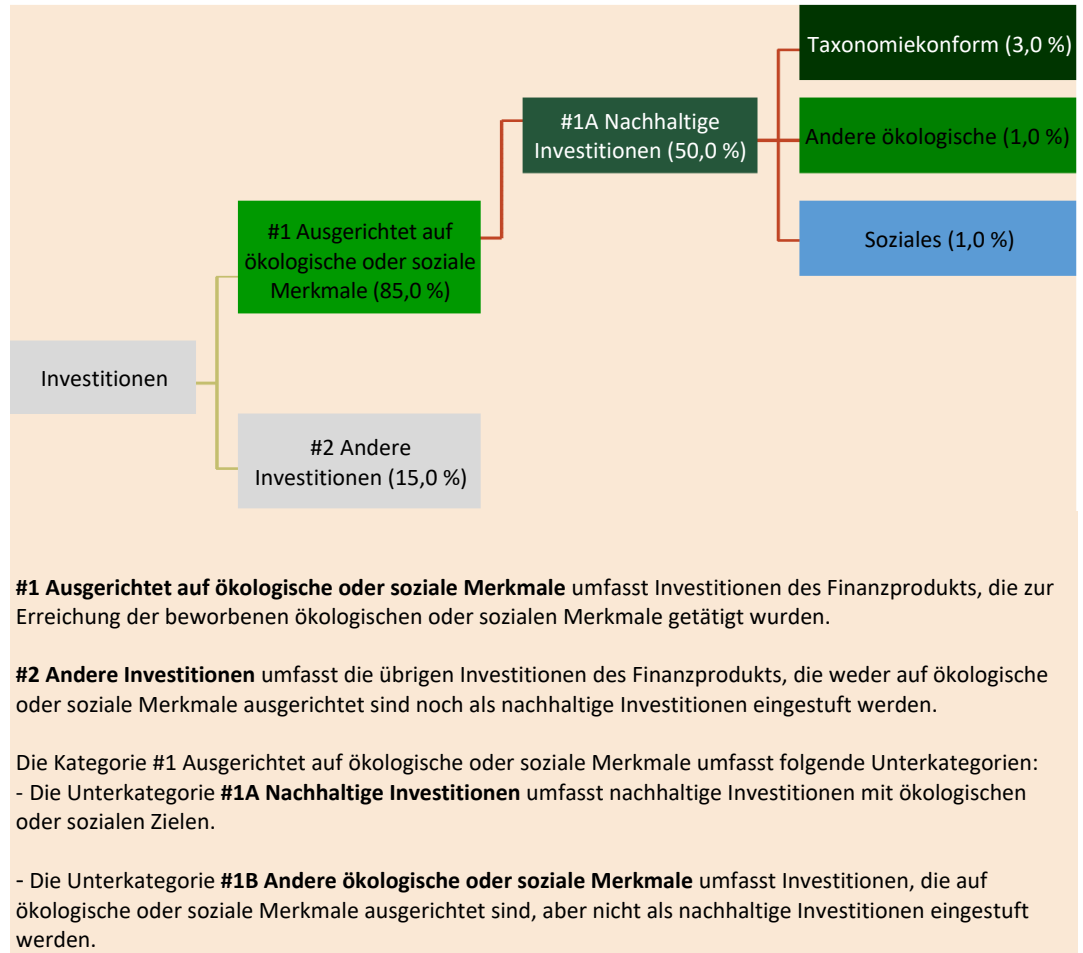 Taxonomiekonform (3,0 %)
#1A Nachhaltige
Investitionen (50,0 %)
Andere ökologische (1,0 %)
#1 Ausgerichtet auf
ökologische oder soziale
Merkmale (85,0 %)
Soziales (1,0 %)
Investitionen
#2 Andere
Investitionen (15,0 %)
#1 Ausgerichtet auf ökologische oder soziale Merkmale umfasst Investitionen des Finanzprodukts, die zur
Erreichung der beworbenen ökologischen oder sozialen Merkmale getätigt wurden.
#2 Andere Investitionen umfasst die übrigen Investitionen des Finanzprodukts, die weder auf ökologische
oder soziale Merkmale ausgerichtet sind noch als nachhaltige Investitionen eingestuft werden.
Die Kategorie #1 Ausgerichtet auf ökologische oder soziale Merkmale umfasst folgende Unterkategorien:
- Die Unterkategorie #1A Nachhaltige Investitionen umfasst nachhaltige Investitionen mit ökologischen
oder sozialen Zielen.
- Die Unterkategorie #1B Andere ökologische oder soziale Merkmale umfasst Investitionen, die auf
ökologische oder soziale Merkmale ausgerichtet sind, aber nicht als nachhaltige Investitionen eingestuft
werden.